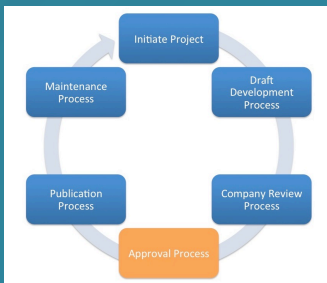 Initiate Project
Draft
Development
Process
Company Review
Process
Approval Process
Publication
Process
Maintenance
Process